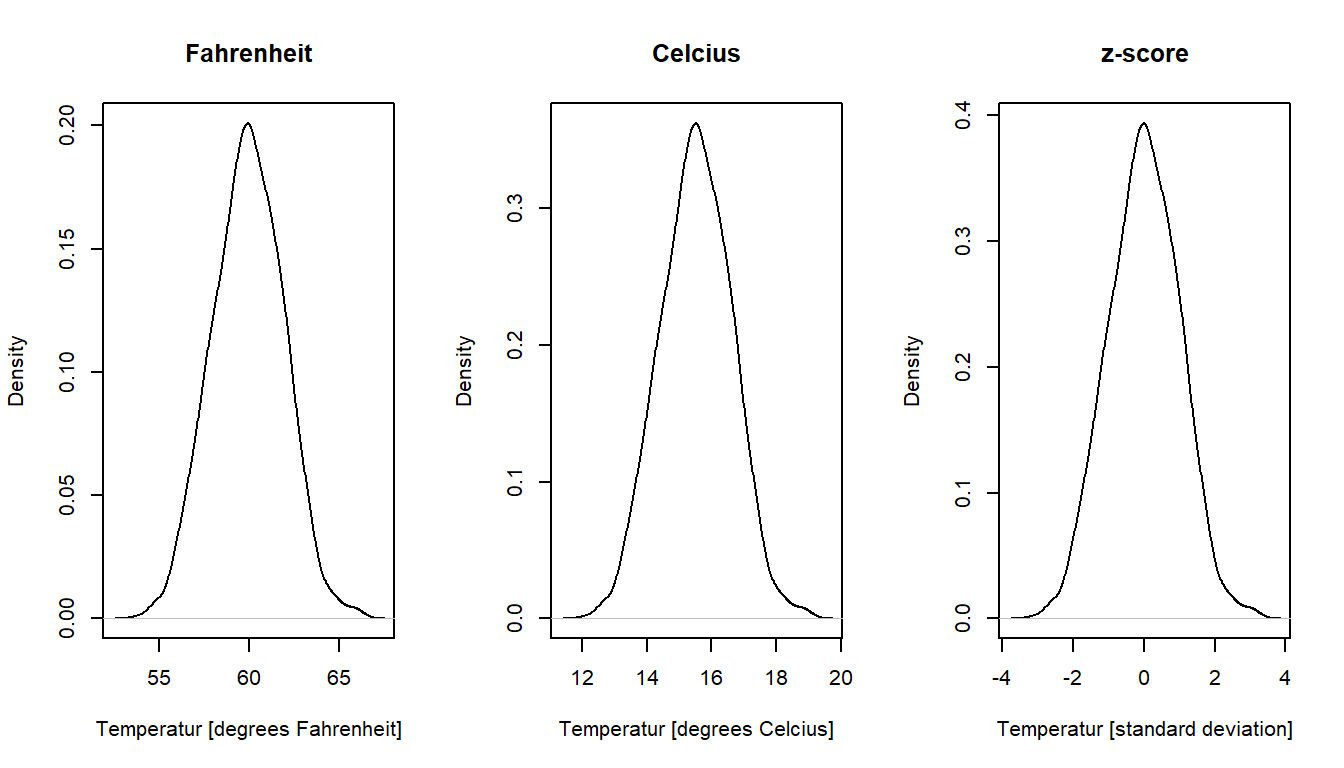 Fahrenheit
Density
0.00
0.05
0.10
0.15
0.20
55 60 65
Temperatur [degrees Fahrenheit]
Celcius
Density
0.0
0.1
0.2
0.3
12 14 16 18 20
Temperatur [degrees Celcius]
z-score
Density
0.0
0.1
0.2
0.3
0.4
-4 -2 0 2 4
Temperatur [standard deviation]